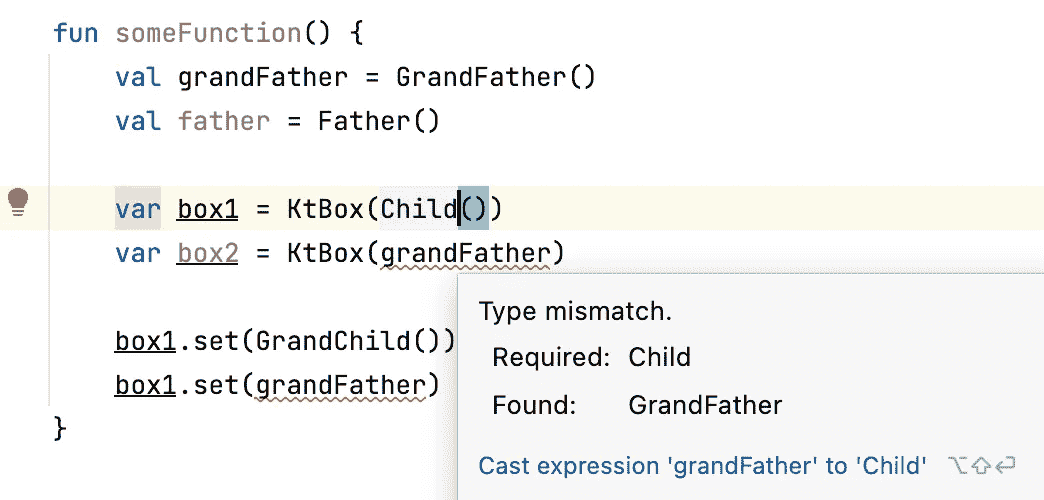 fun someFunction() {
val grandFather = GrandFather()
val father = Father()
var box1 = KtBox(Child())
var box2 = KtBox(grandFather)
box1.set(GrandChild())
box1.set(grandFather)
}
Type mismatch.
Required: Child
Found: GrandFather
Cast expression 'grandFather' to 'Child' ⌥⇧⏎